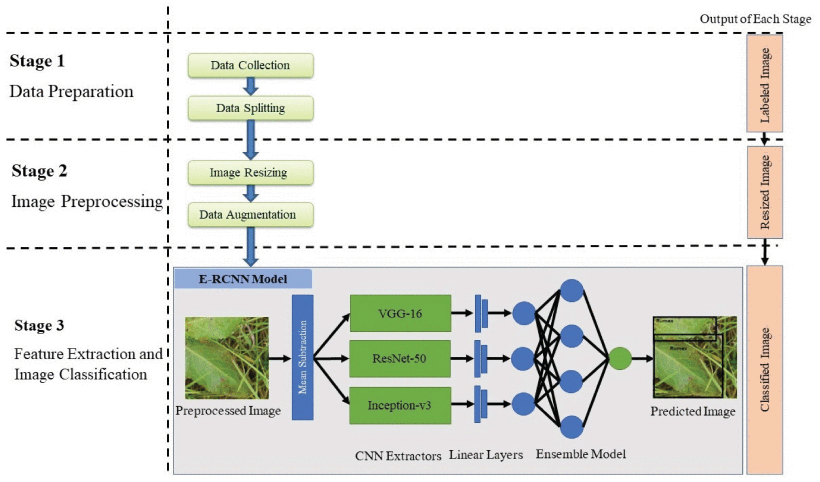 Output of Each Stage
Stage 1
Data Preparation
Data Collection
Data Splitting
Labeled Image
Stage 2
Image Preprocessing
Image Resizing
Data Augmentation
Resized Image
Stage 3
Feature Extraction and
Image Classification
E-RCNN Model
Preprocessed Image
Mean Subtraction
VGG-16
ResNet-50
Inception-v3
CNN Extractors
Linear Layers
Ensemble Model
Rumex
Rumex
Predicted Image
Classified Image